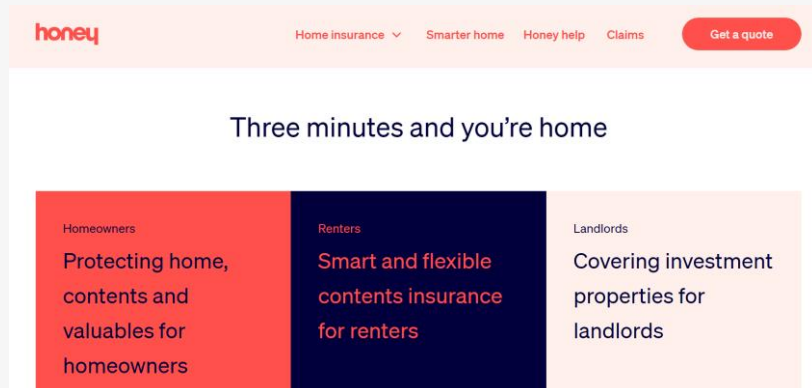 honey
Home insurance Smarter home Honey help Claims Get a quote
Three minutes and you’re home
Homeowners
Protecting home,
contents and
valuables for
homeowners
Renters
Smart and flexible
contents insurance
for renters
Landlords
Covering investment
properties for
landlords